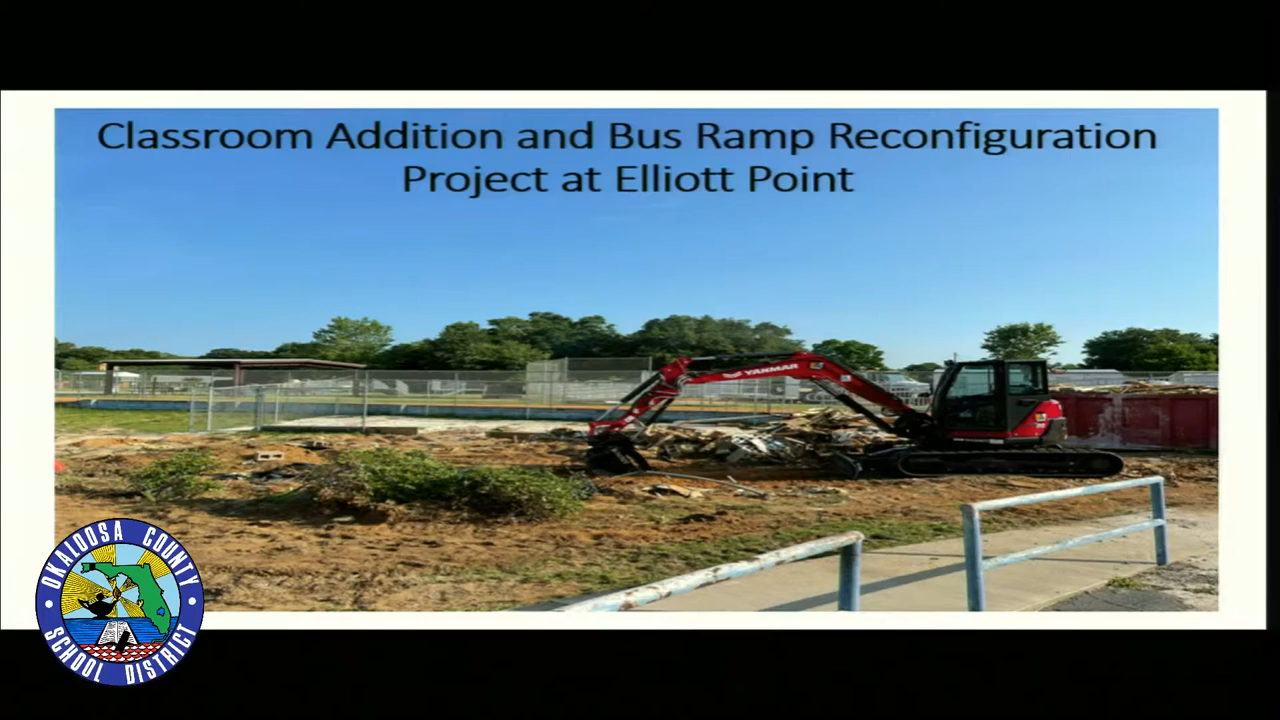 Classroom Addition and Bus Ramp Reconfiguration
Project at Elliott Point
YANMAR
OKALOOSA COUNTY
SCHOOL DISTRICT